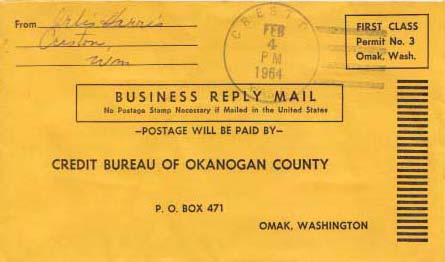 From Orlis Harris
Creston,
Wn
CRESTO
FEB
4
PM
1964
FIRST CLASS
Permit No. 3
Omak, Wash.
BUSINESS REPLY MAIL
No Postage Stamp Necessary if Mailed in the United States
—POSTAGE WILL BE PAID BY—
CREDIT BUREAU OF OKANOGAN COUNTY
P. O. BOX 471
OMAK, WASHINGTON